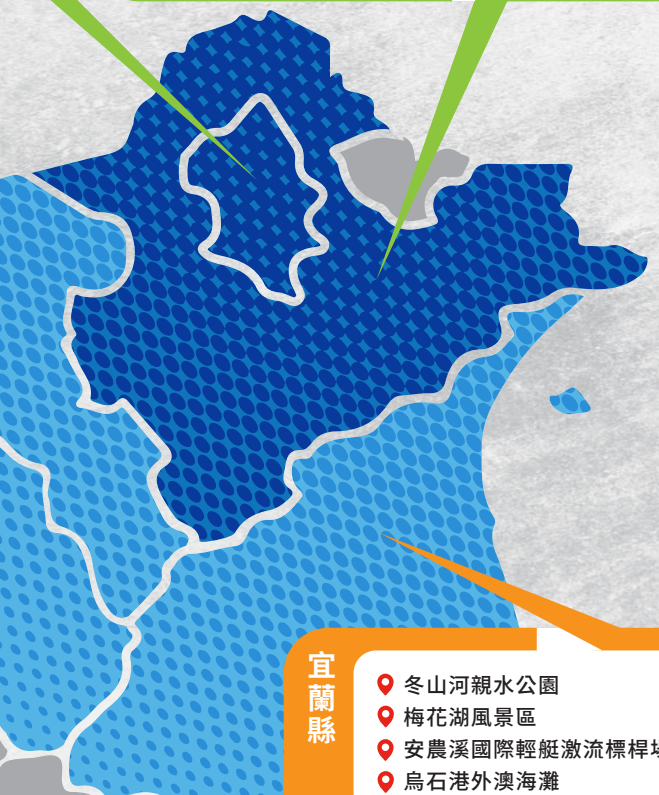 宜蘭縣
冬山河親水公園
梅花湖風景區
安農溪國際輕艇激流標桿
烏石港外澳海灘